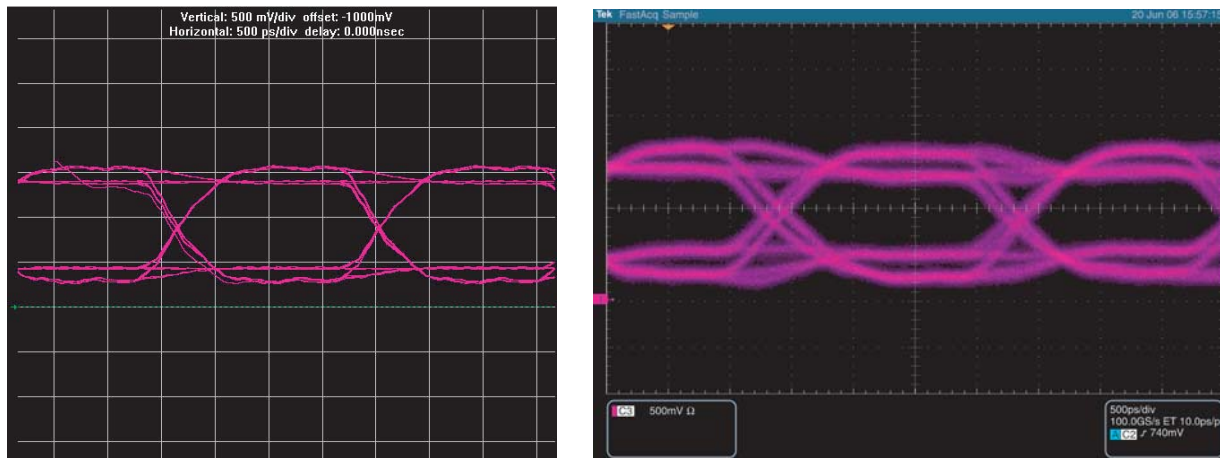 Vertical: 500 mV/div offset: -1000mV
Horizontal: 500 ps/div delay: 0.000nsec
Tek FastAcq Sample
20 Jun 06 15:57:18
C3 500mV Ω
500ps/div
100.0GS/s ET 10.0ps/p
A C2 ∫ 740mV